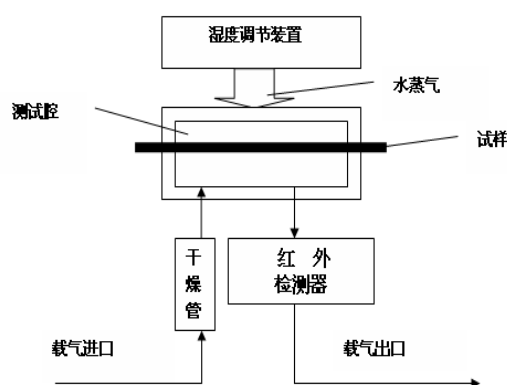 湿度调节装置
水蒸气
测试腔
试样
干
燥
管
红 外
检测器
载气进口
载气出口